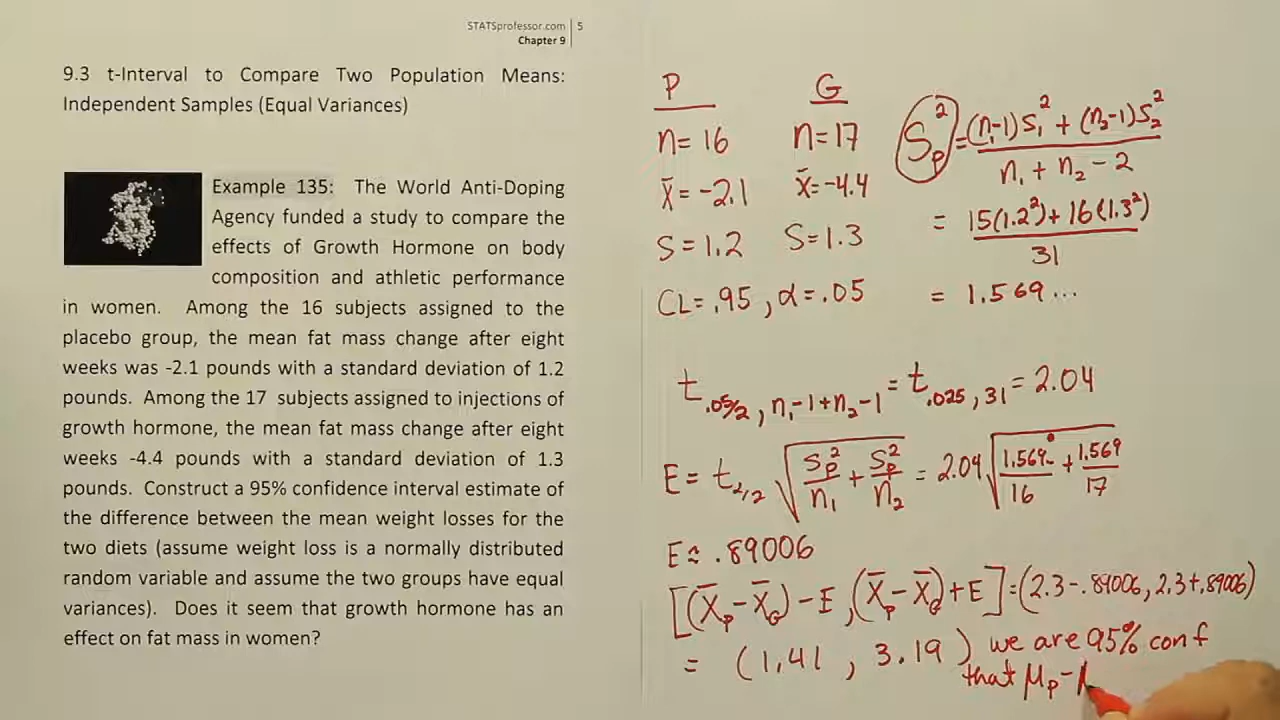 STATSprofessor.com 5
Chapter 9
9.3 t-Interval to Compare Two Population Means:
Independent Samples (Equal Variances)
Example 135: The World Anti-Doping
Agency funded a study to compare the
effects of Growth Hormone on body
composition and athletic performance
in women. Among the 16 subjects assigned to the
placebo group, the mean fat mass change after eight
weeks was -2.1 pounds with a standard deviation of 1.2
pounds. Among the 17 subjects assigned to injections of
growth hormone, the mean fat mass change after eight
weeks -4.4 pounds with a standard deviation of 1.3
pounds. Construct a 95% confidence interval estimate of
the difference between the mean weight losses for the
two diets (assume weight loss is a normally distributed
random variable and assume the two groups have equal
variances). Does it seem that growth hormone has an
effect on fat mass in women?
P G
n = 16 n = 17
x̄ = -2.1 x̄ = -4.4
S = 1.2 S = 1.3
CL = .95, α = .05
Sp² = (n₁-1)S₁² + (n₂-1)S₂² / n₁ + n₂ - 2
= 15(1.2²) + 16(1.3²) / 31
= 1.569...
t.05/2, n₁-1+n₂-1 = t.025, 31 = 2.04
E = tα/2 √(Sp²/n₁ + Sp²/n₂) = 2.04 √(1.569/16 + 1.569/17)
E ≈ .89006
[(X̄p - X̄G) - E, (X̄p - X̄G) + E] = (2.3 - .89006, 2.3 + .89006)
= (1.41, 3.19) we are 95% conf
that μp -